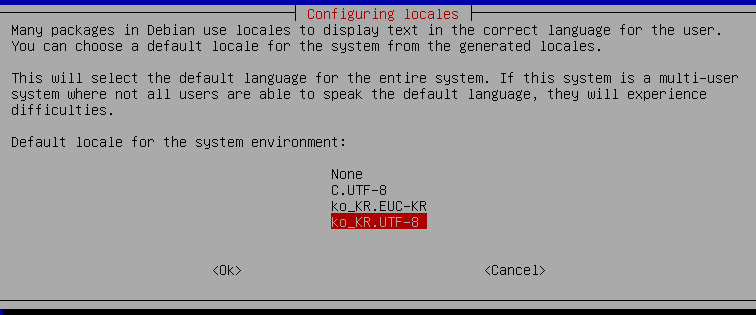 Configuring locales
Many packages in Debian use locales to display text in the correct language for the user.
You can choose a default locale for the system from the generated locales.
This will select the default language for the entire system. If this system is a multi-user
system where not all users are able to speak the default language, they will experience
difficulties.
Default locale for the system environment:
None
C.UTF-8
ko_KR.EUC-KR
ko_KR.UTF-8
<Ok> <Cancel>